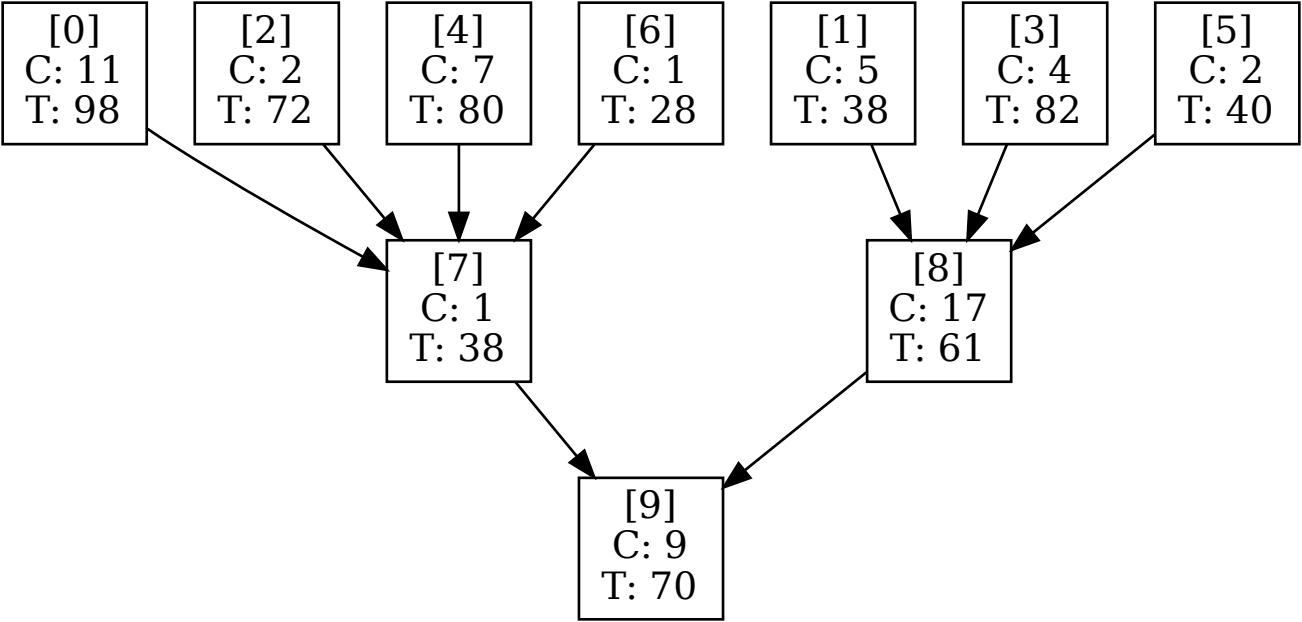 [0]
C: 11
T: 98
[2]
C: 2
T: 72
[4]
C: 7
T: 80
[6]
C: 1
T: 28
[1]
C: 5
T: 38
[3]
C: 4
T: 82
[5]
C: 2
T: 40
[7]
C: 1
T: 38
[8]
C: 17
T: 61
[9]
C: 9
T: 70